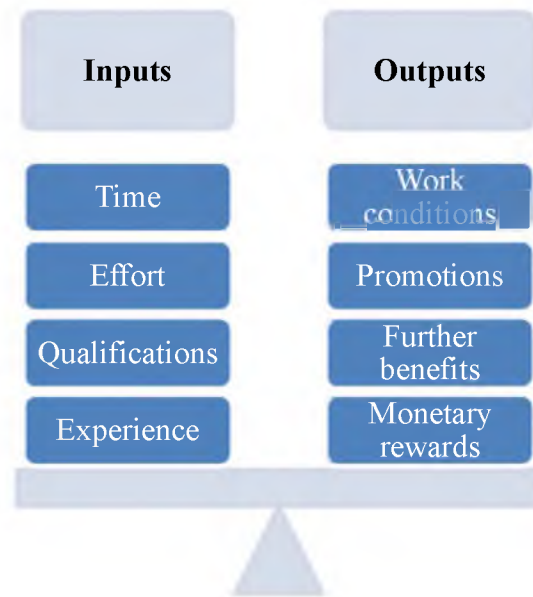 Inputs
Outputs
Time
Effort
Qualifications
Experience
Work
conditions
Promotions
Further
benefits
Monetary
rewards